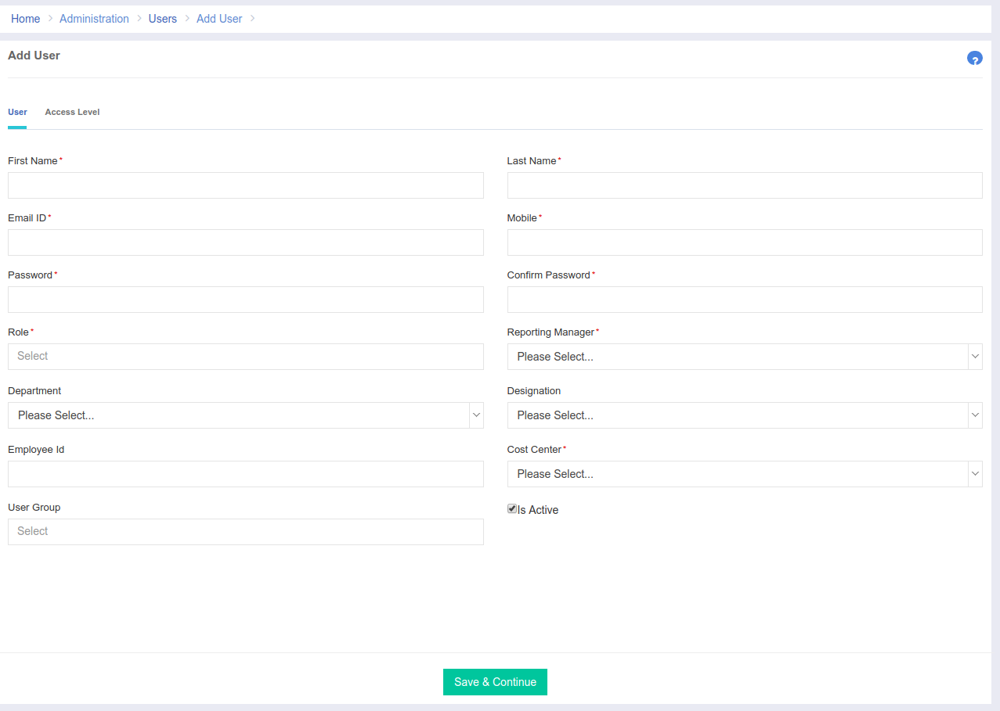 Home > Administration > Users > Add User >
Add User
?
User Access Level
First Name* Last Name*
Email ID* Mobile*
Password* Confirm Password*
Role* Reporting Manager*
Select Please Select...
Department Designation
Please Select... Please Select...
Employee Id Cost Center*
Please Select...
User Group Is Active
Select
Save & Continue